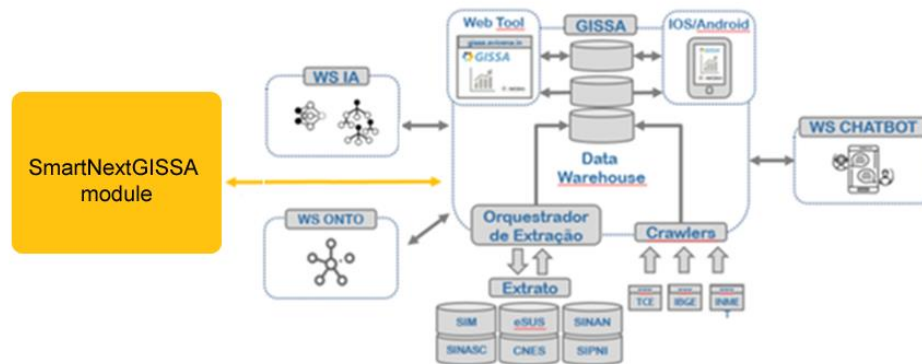 Web Tool
GISSA
IOS/Android
GISSA
WS IA
SmartNextGISSA
module
WS CHATBOT
Data
Warehouse
WS ONTO
Orquestrador
de Extração
Crawlers
Extrato
TCE
IBGE
INME
T
SIM
eSUS
SINAN
SINASC
CNES
SIPNI